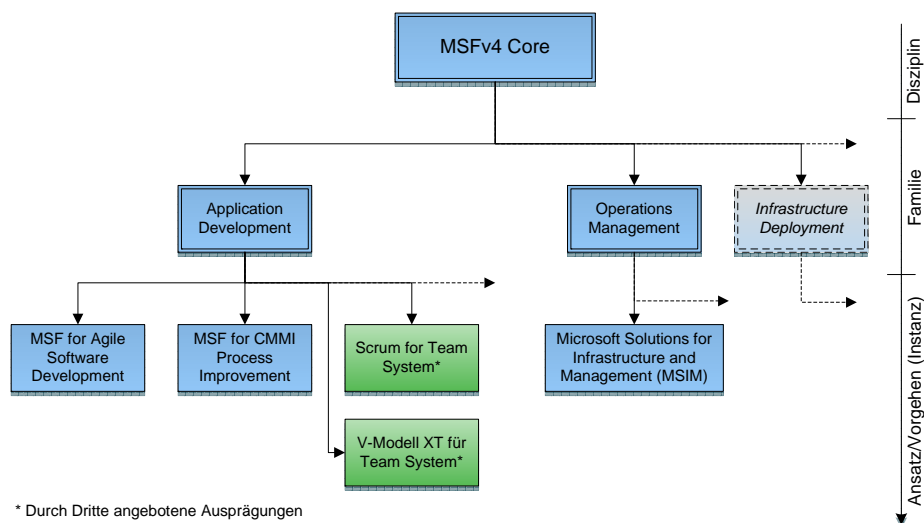 MSFv4 Core
Disziplin
Application
Development
Operations
Management
Infrastructure
Deployment
Familie
MSF for Agile
Software
Development
MSF for CMMI
Process
Improvement
Scrum for Team
System*
Microsoft Solutions for
Infrastructure and
Management (MSIM)
V-Modell XT für
Team System*
Ansatz/Vorgehen (Instanz)
* Durch Dritte angebotene Ausprägungen